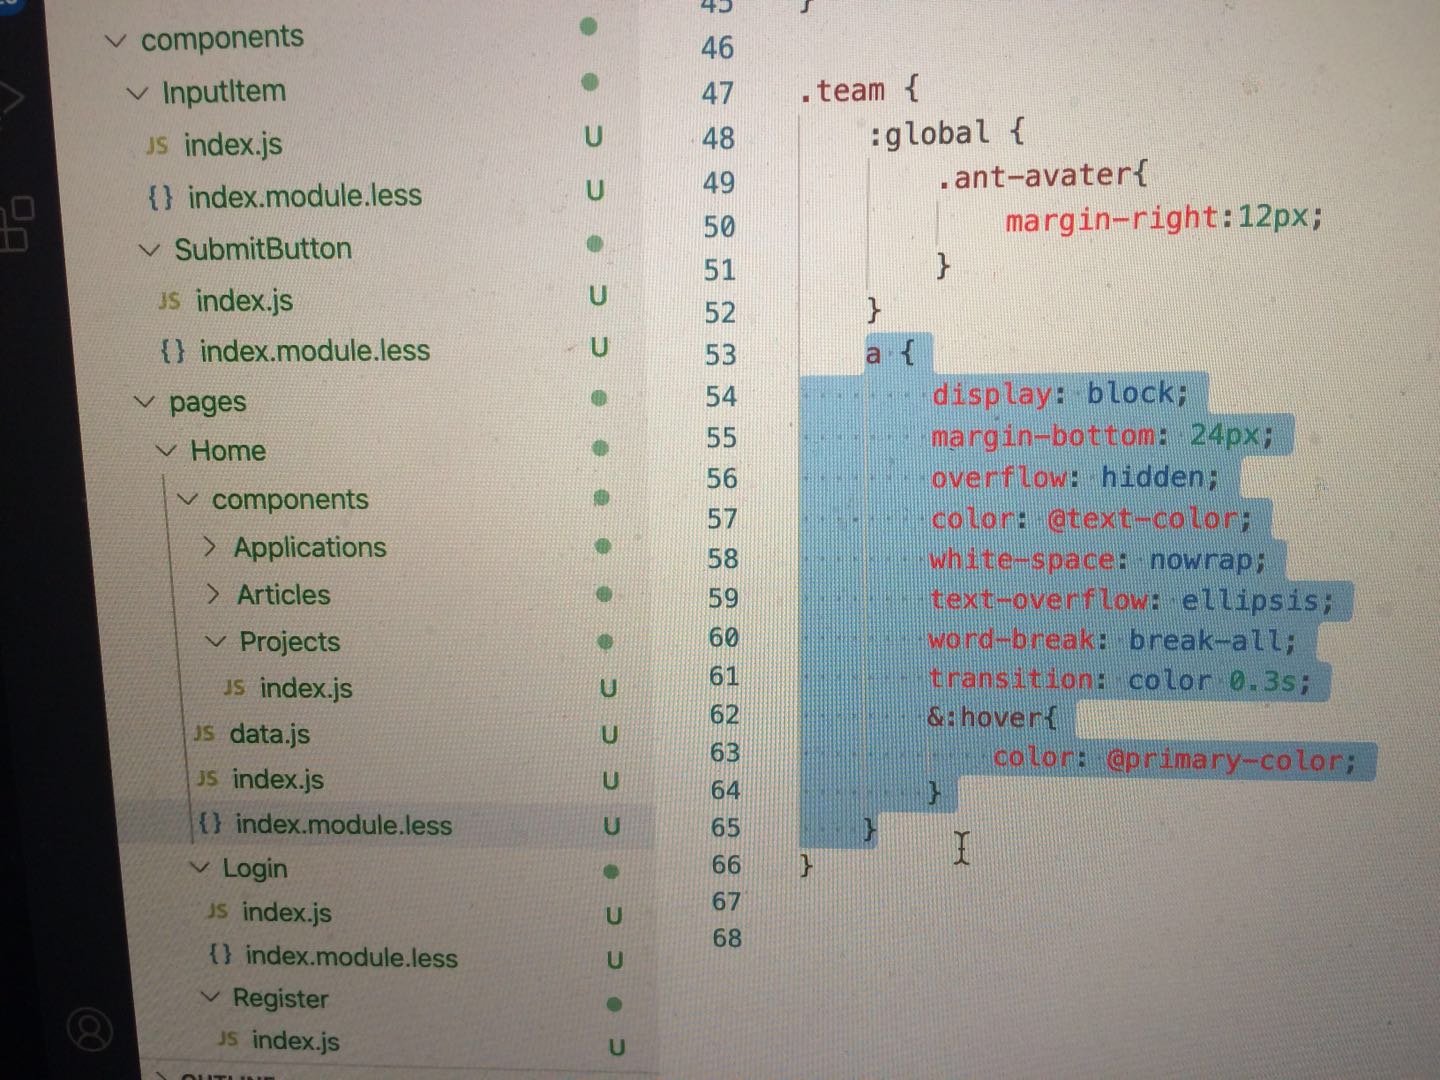 components
InputItem
JS index.js U
{} index.module.less U
SubmitButton
JS index.js U
{} index.module.less U
pages
Home
components
Applications
Articles
Projects
JS index.js U
JS data.js U
JS index.js U
{} index.module.less U
Login
JS index.js U
{} index.module.less U
Register
JS index.js U
OUTLINE
45 }
46
47 .team {
48 :global {
49 .ant-avater{
50 margin-right:12px;
51 }
52 }
53 a {
54 display: block;
55 margin-bottom: 24px;
56 overflow: hidden;
57 color: @text-color;
58 white-space: nowrap;
59 text-overflow: ellipsis;
60 word-break: break-all;
61 transition: color 0.3s;
62 &:hover{
63 color: @primary-color;
64 }
65 }
66 }
67
68